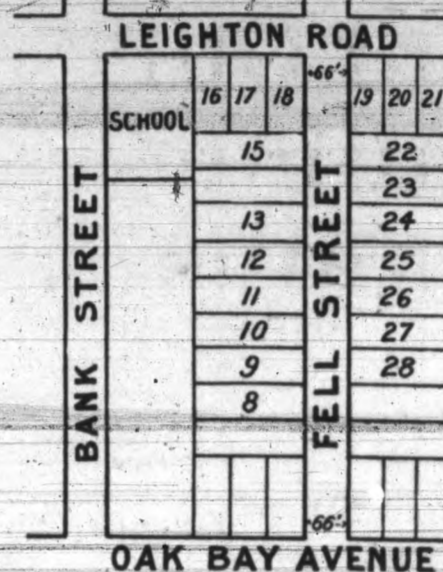 LEIGHTON ROAD
66'
16 17 18
19 20 21
SCHOOL
15
22
23
13
24
12
25
11
26
10
27
9
28
8
BANK STREET
FELL STREET
66'
OAK BAY AVENUE